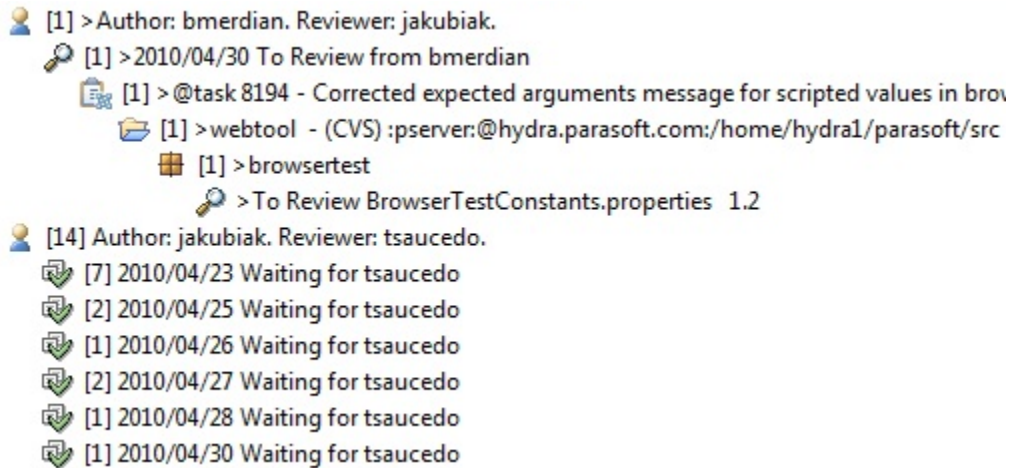 [1] >Author: bmerdian. Reviewer: jakubiak.
[1] >2010/04/30 To Review from bmerdian
[1] >@task 8194 - Corrected expected arguments message for scripted values in
[1] >webtool - (CVS) :pserver:@hydra.parasoft.com:/home/hydra1/parasoft/src
[1] >browsertest
>To Review BrowserTestConstants.properties 1.2
[14] Author: jakubiak. Reviewer: tsaucedo.
[7] 2010/04/23 Waiting for tsaucedo
[2] 2010/04/25 Waiting for tsaucedo
[1] 2010/04/26 Waiting for tsaucedo
[2] 2010/04/27 Waiting for tsaucedo
[1] 2010/04/28 Waiting for tsaucedo
[1] 2010/04/30 Waiting for tsaucedo